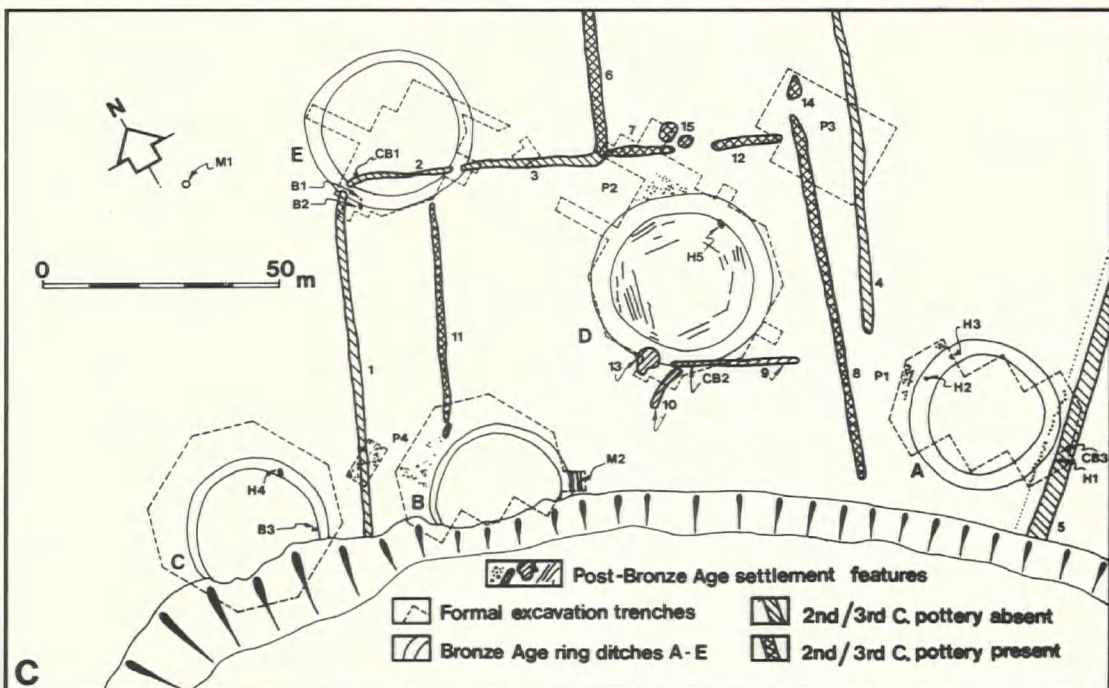 N
M1
0 50 m
E
CB1
2
B1
B2
3
6
7
15
12
14
P3
P2
H5
4
D
11
1
13
CB2
9
10
8
P1
H3
H2
A
CB3
H1
5
P4
H4
B3
C
B
M2
Post-Bronze Age settlement features
Formal excavation trenches
2nd/3rd C. pottery absent
Bronze Age ring ditches A-E
2nd/3rd C. pottery present
C